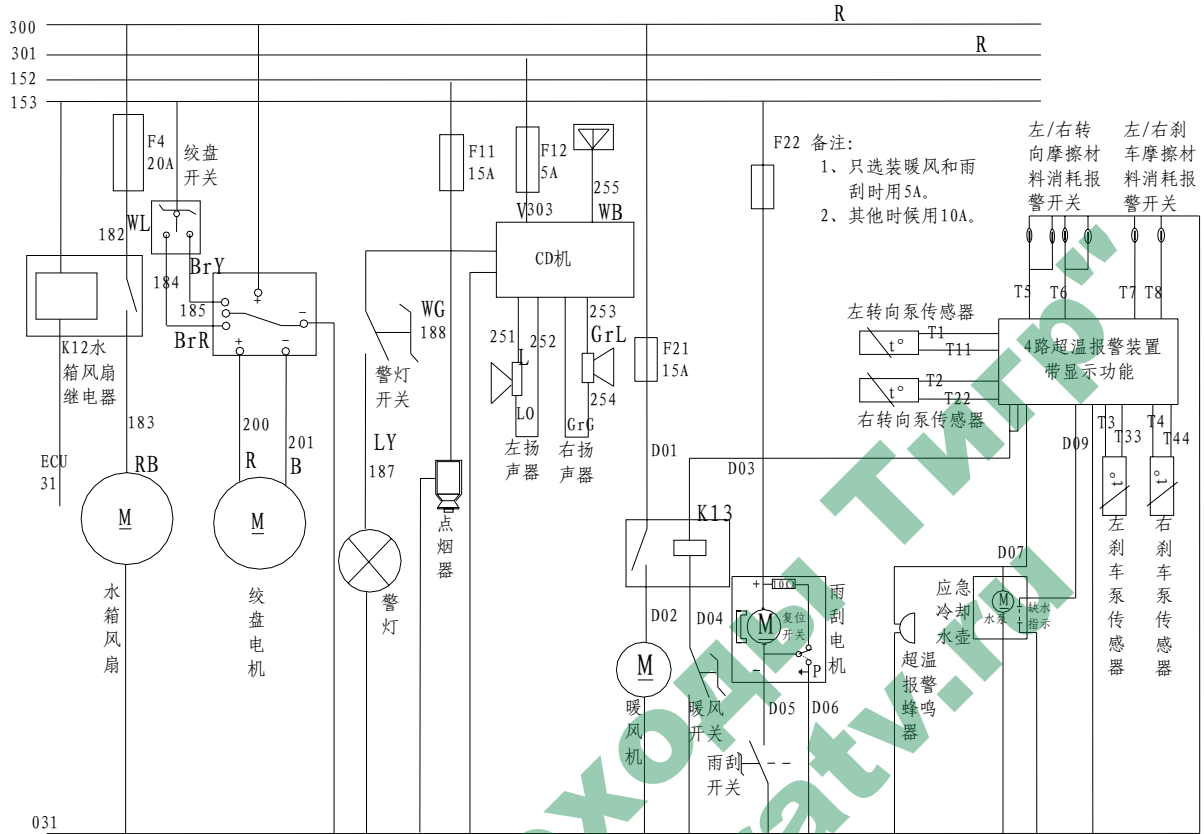 300
R
301
R
152
153
F4
20A
绞盘
开关
F11
15A
F12
5A
255
V303
WB
F22 备注:
1、只选装暖风和雨
刮时用5A。
2、其他时候用10A。
左/右转
向摩擦材
料消耗报
警开关
左/右刹
车摩擦材
料消耗报
警开关
WL
182
184
BrY
185
BrR
+
-
+
-
K12水
箱风扇
继电器
183
ECU
31
RB
M
水箱风扇
200
R
201
B
M
绞盘电机
CD机
WG
188
警灯
开关
LY
187
警灯
点烟器
251
L
252
LO
左扬
声器
253
GrL
254
GrG
右扬
声器
F21
15A
D01
D03
K13
D02
D04
M
暖风机
暖风
开关
+
M
复位
开关
-
P
雨刮电机
D05
D06
雨刮
开关
T5
T6
T7
T8
左转向泵传感器
t°
T1
T11
t°
T2
T22
右转向泵传感器
4路超温报警装置
带显示功能
D09
T3
T33
T4
T44
t°
t°
左刹车泵传感器
右刹车泵传感器
D07
应急
冷却
水壶
M
水泵
缺水
指示
超温
报警
蜂鸣
器
031
ходы Тигр”
ratv.ru